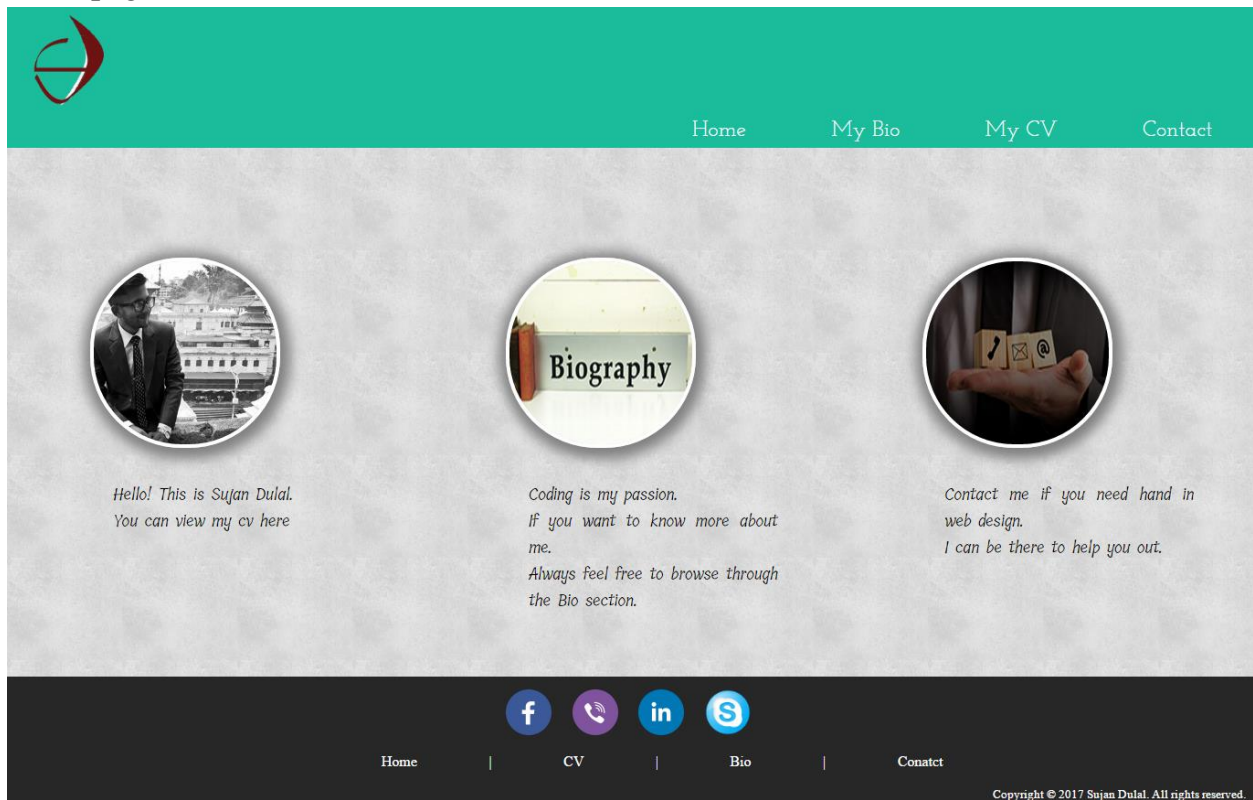 Home My Bio My CV Contact
Biography
Hello! This is Sujan Dulal.
You can view my cv here
Coding is my passion.
If you want to know more about
me.
Always feel free to browse through
the Bio section.
Contact me if you need hand in
web design.
I can be there to help you out.
f in S
Home | CV | Bio | Conatct
Copyright © 2017 Sujan Dulal. All rights reserved.